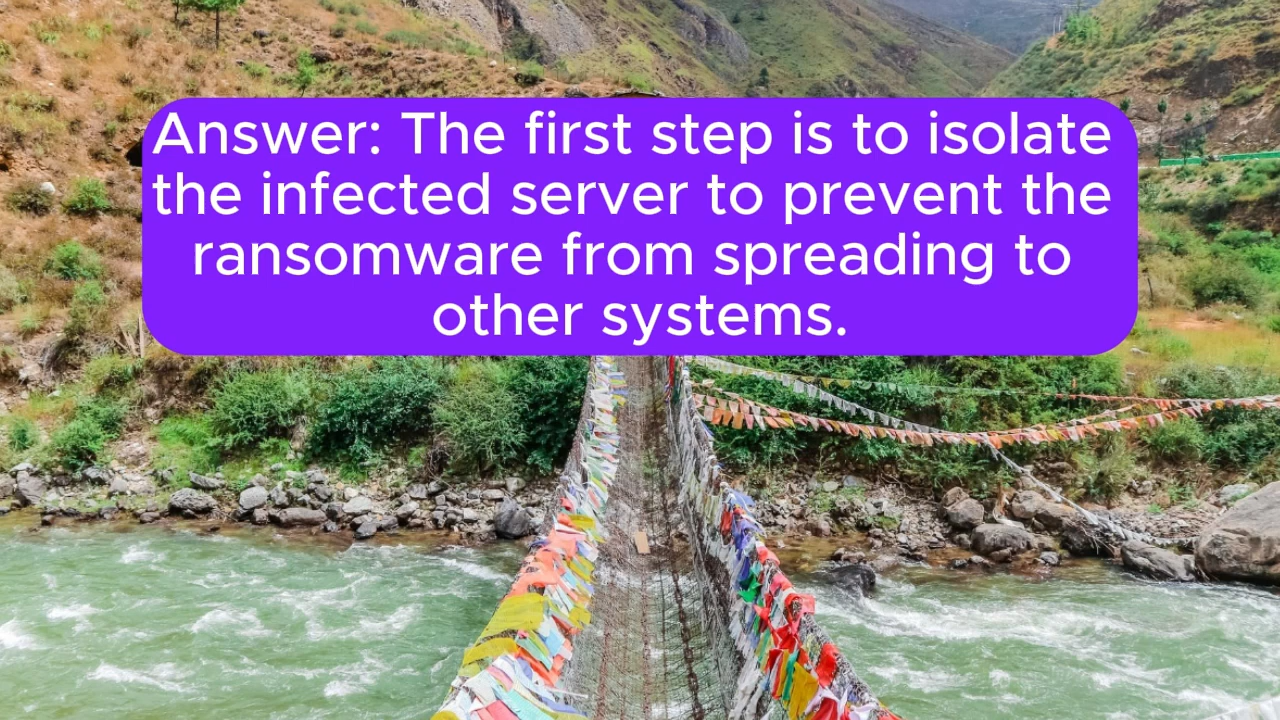 Answer: The first step is to isolate
the infected server to prevent the
ransomware from spreading to
other systems.